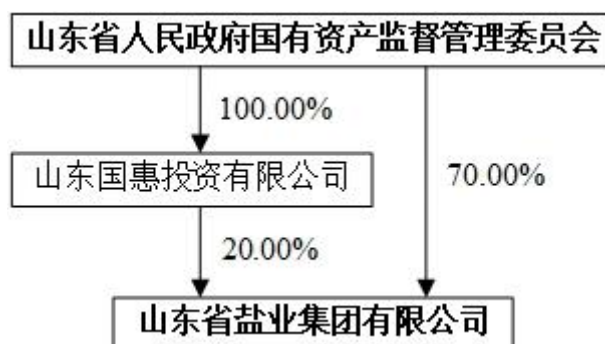 山东省人民政府国有资产监督管理委员会
100.00%
山东国惠投资有限公司
70.00%
20.00%
山东省盐业集团有限公司